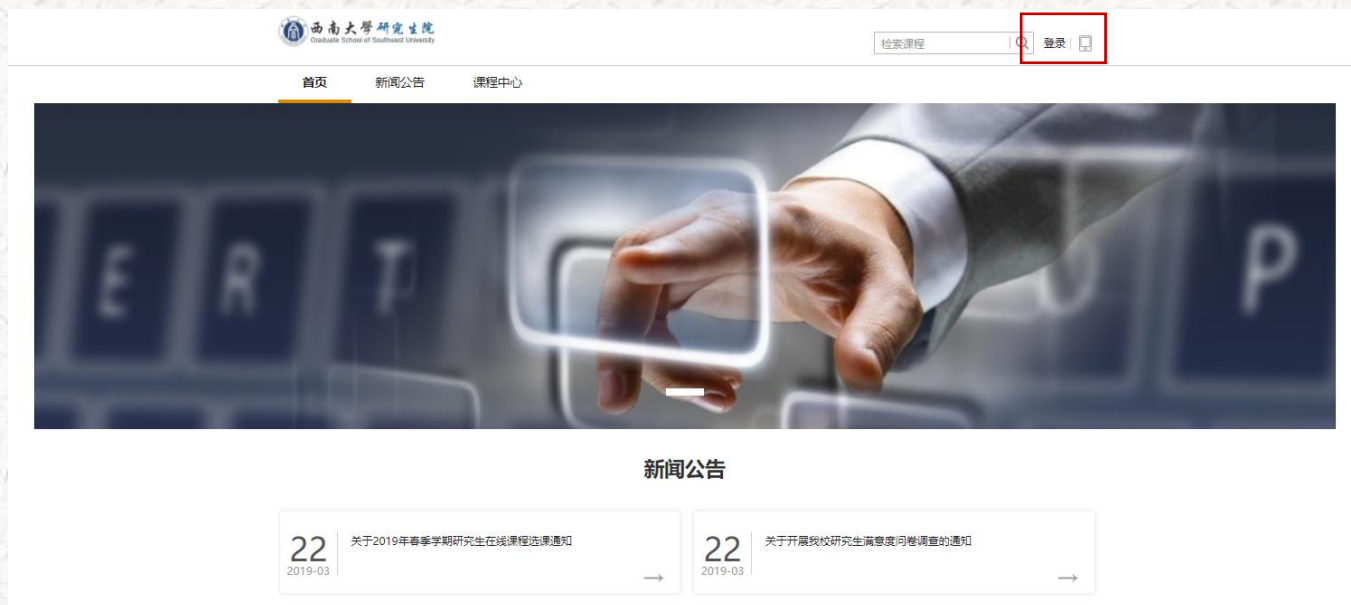 西南大學研究生院
Graduate School of Southwest University
检索课程
登录
首页 新闻公告 课程中心
E R T O P
新闻公告
22
2019-03
关于2019年春季学期研究生在线课程选课通知
22
2019-03
关于开展我校研究生满意度问卷调查的通知